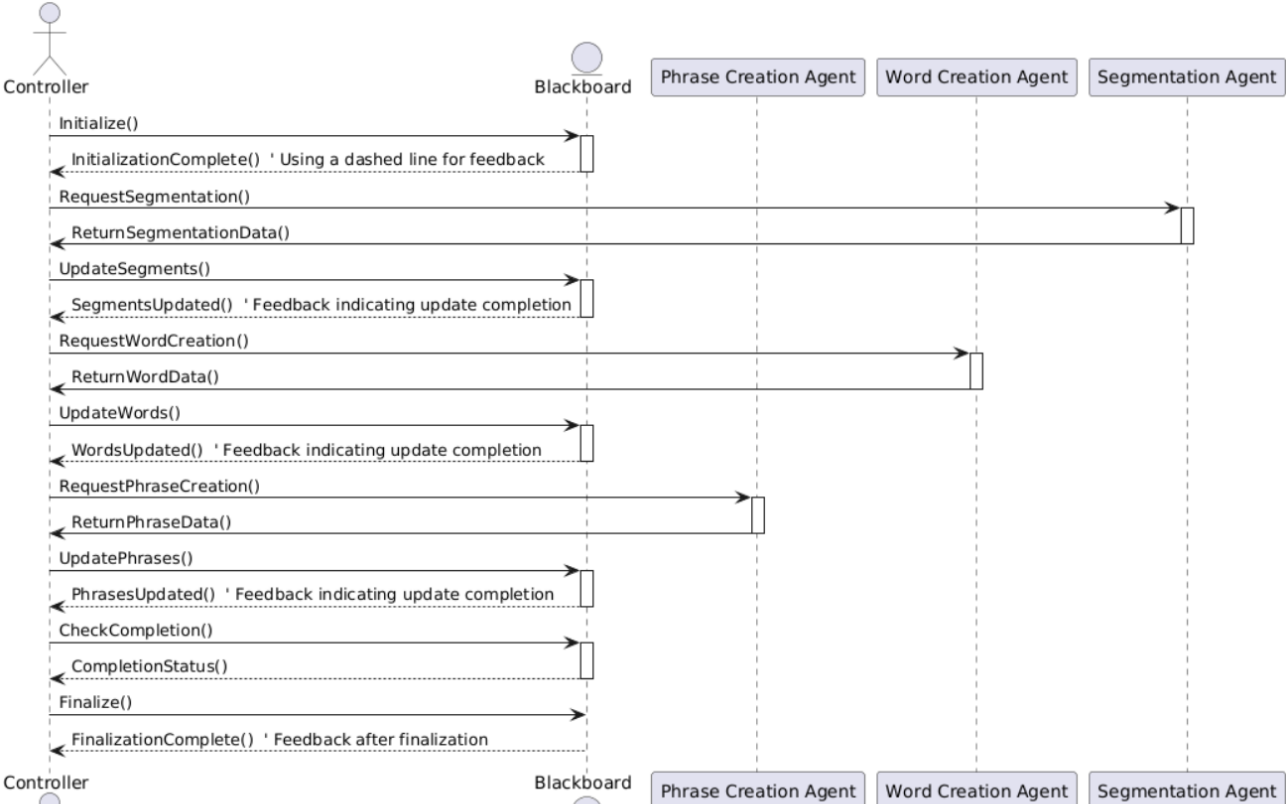 Controller
Blackboard
Phrase Creation Agent
Word Creation Agent
Segmentation Agent
Initialize()
InitializationComplete()  ' Using a dashed line for feedback
RequestSegmentation()
ReturnSegmentationData()
UpdateSegments()
SegmentsUpdated()  ' Feedback indicating update completion
RequestWordCreation()
ReturnWordData()
UpdateWords()
WordsUpdated()  ' Feedback indicating update completion
RequestPhraseCreation()
ReturnPhraseData()
UpdatePhrases()
PhrasesUpdated()  ' Feedback indicating update completion
CheckCompletion()
CompletionStatus()
Finalize()
FinalizationComplete()  ' Feedback after finalization
Controller
Blackboard
Phrase Creation Agent
Word Creation Agent
Segmentation Agent